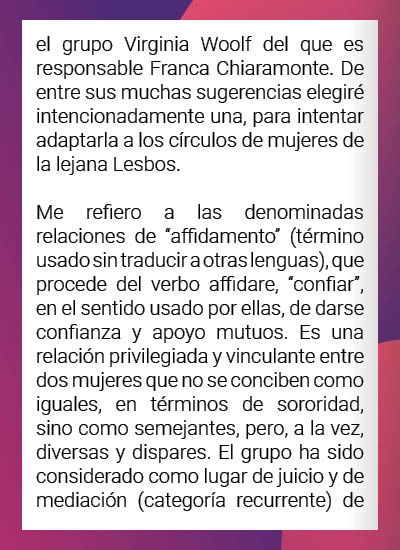 el grupo Virginia Woolf del que es
responsable Franca Chiaramonte. De
entre sus muchas sugerencias elegiré
intencionadamente una, para intentar
adaptarla a los círculos de mujeres de
la lejana Lesbos.
Me refiero a las denominadas
relaciones de “affidamento” (término
usado sin traducir a otras lenguas), que
procede del verbo affidare, “confiar”,
en el sentido usado por ellas, de darse
confianza y apoyo mutuos. Es una
relación privilegiada y vinculante entre
dos mujeres que no se conciben como
iguales, en términos de sororidad,
sino como semejantes, pero, a la vez,
diversas y dispares. El grupo ha sido
considerado como lugar de juicio y de
mediación (categoría recurrente) de